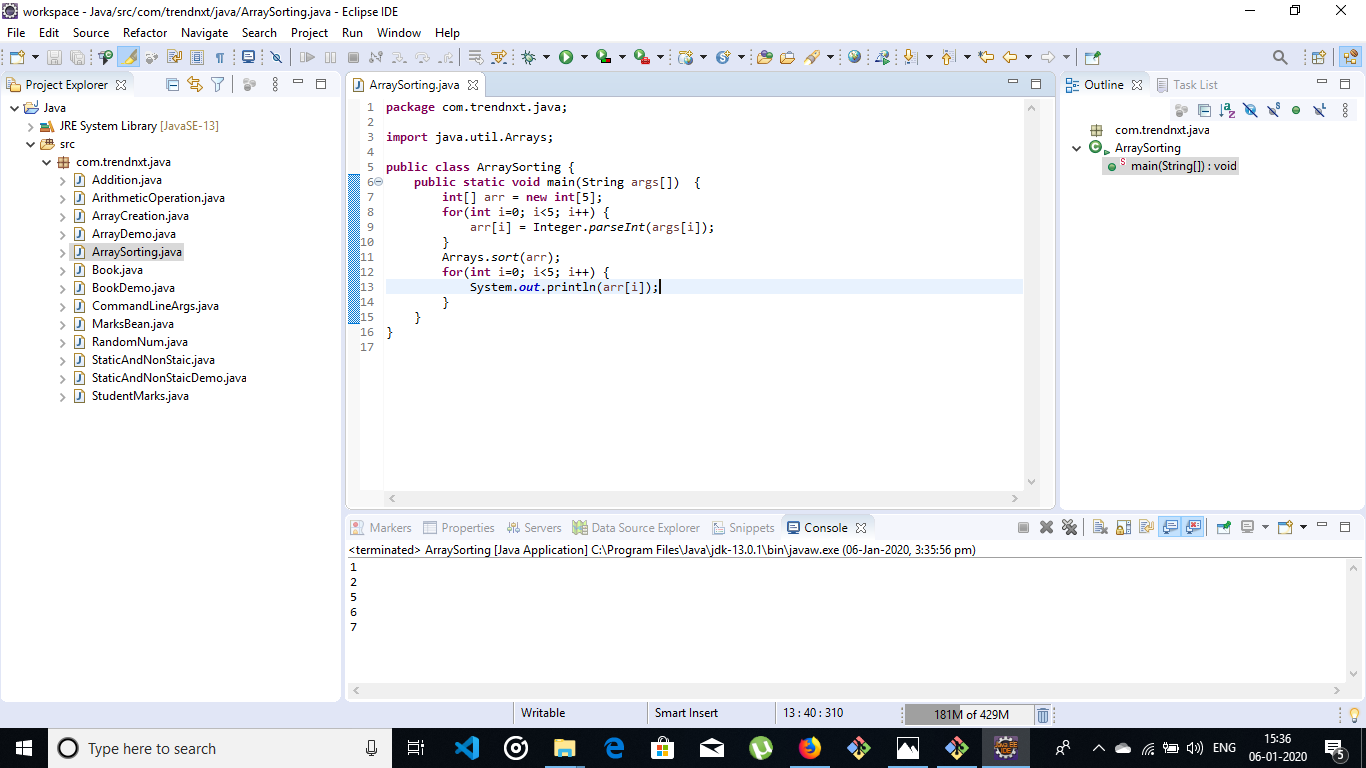 workspace - Java/src/com/trendnxt/java/ArraySorting.java - Eclipse IDE
File Edit Source Refactor Navigate Search Project Run Window Help
Project Explorer
Java
JRE System Library [JavaSE-13]
src
com.trendnxt.java
Addition.java
ArithmeticOperation.java
ArrayCreation.java
ArrayDemo.java
ArraySorting.java
Book.java
BookDemo.java
CommandLineArgs.java
MarksBean.java
RandomNum.java
StaticAndNonStaic.java
StaticAndNonStaicDemo.java
StudentMarks.java
ArraySorting.java
1 package com.trendnxt.java;
2
3 import java.util.Arrays;
4
5 public class ArraySorting {
6 public static void main(String args[]) {
7 int[] arr = new int[5];
8 for(int i=0; i<5; i++) {
9 arr[i] = Integer.parseInt(args[i]);
10 }
11 Arrays.sort(arr);
12 for(int i=0; i<5; i++) {
13 System.out.println(arr[i]);
14 }
15 }
16 }
17
Outline Task List
com.trendnxt.java
ArraySorting
main(String[]) : void
Markers Properties Servers Data Source Explorer Snippets Console
<terminated> ArraySorting [Java Application] C:\Program Files\Java\jdk-13.0.1\bin\javaw.exe (06-Jan-2020, 3:35:56 pm)
1
2
5
6
7
Writable Smart Insert 13 : 40 : 310 181M of 429M
Type here to search
ENG
15:36
06-01-2020
5